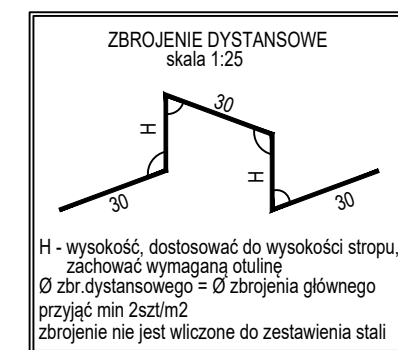 ZBROJENIE DYSTANSOWE
skala 1:25
30
H
H
30
30
H - wysokość, dostosować do wysokości stropu,
zachować wymaganą otulinę
Ø zbr.dystansowego = Ø zbrojenia głównego
przyjąć min 2szt/m2
zbrojenie nie jest wliczone do zestawienia stali